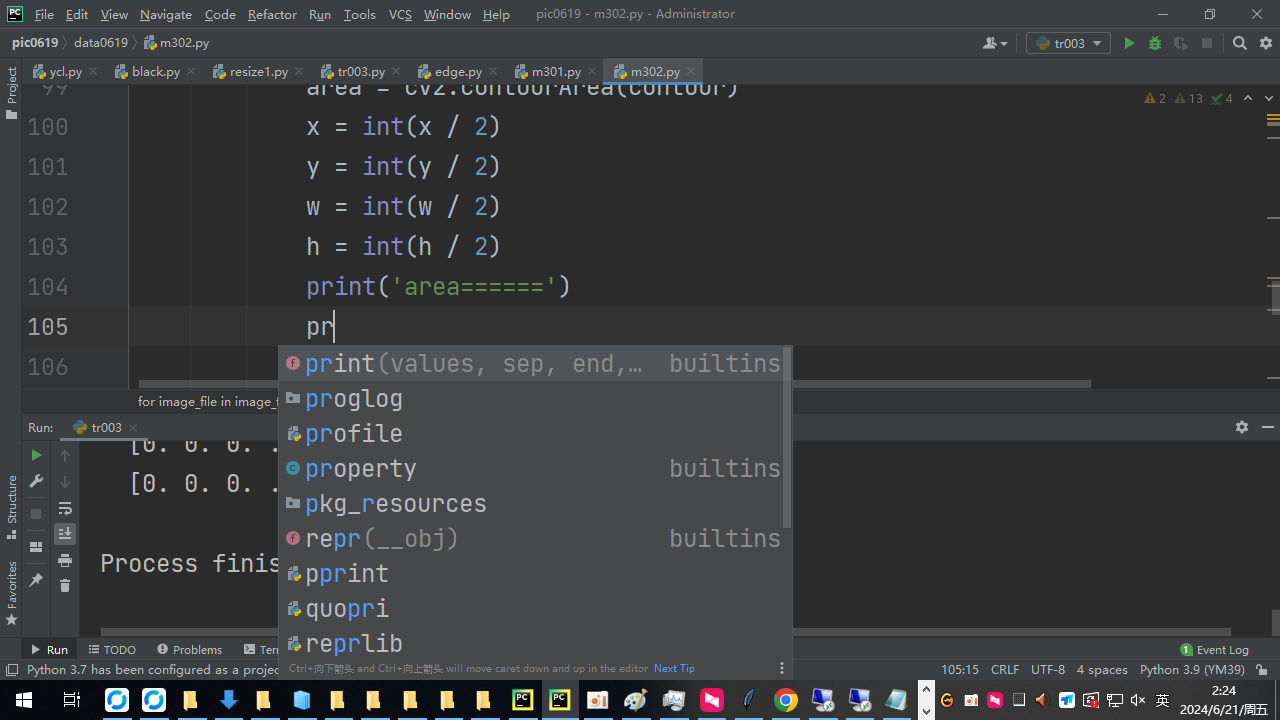 File Edit View Navigate Code Refactor Run Tools VCS Window Help pic0619 - m302.py - Administrator
pic0619 data0619 m302.py tr003
ycl.py black.py resize1.py tr003.py edge.py m301.py m302.py
Project
99 area = cv2.contourArea(contour)
2 13 4
100 x = int(x / 2)
101 y = int(y / 2)
102 w = int(w / 2)
103 h = int(h / 2)
104 print('area======')
105 pr
106
print(values, sep, end,… builtins
proglog
profile
property builtins
pkg_resources
repr(__obj) builtins
pprint
quopri
reprlib
Ctrl+向下箭头 and Ctrl+向上箭头 will move caret down and up in the editor Next Tip
for image_file in image_
Run: tr003
[0. 0. 0. .
[0. 0. 0. .
Process finis
Structure
Favorites
Run TODO Problems Ter
1 Event Log
Python 3.7 has been configured as a projec 105:15 CRLF UTF-8 4 spaces Python 3.9 (YM39)
英
2:24
2024/6/21/周五